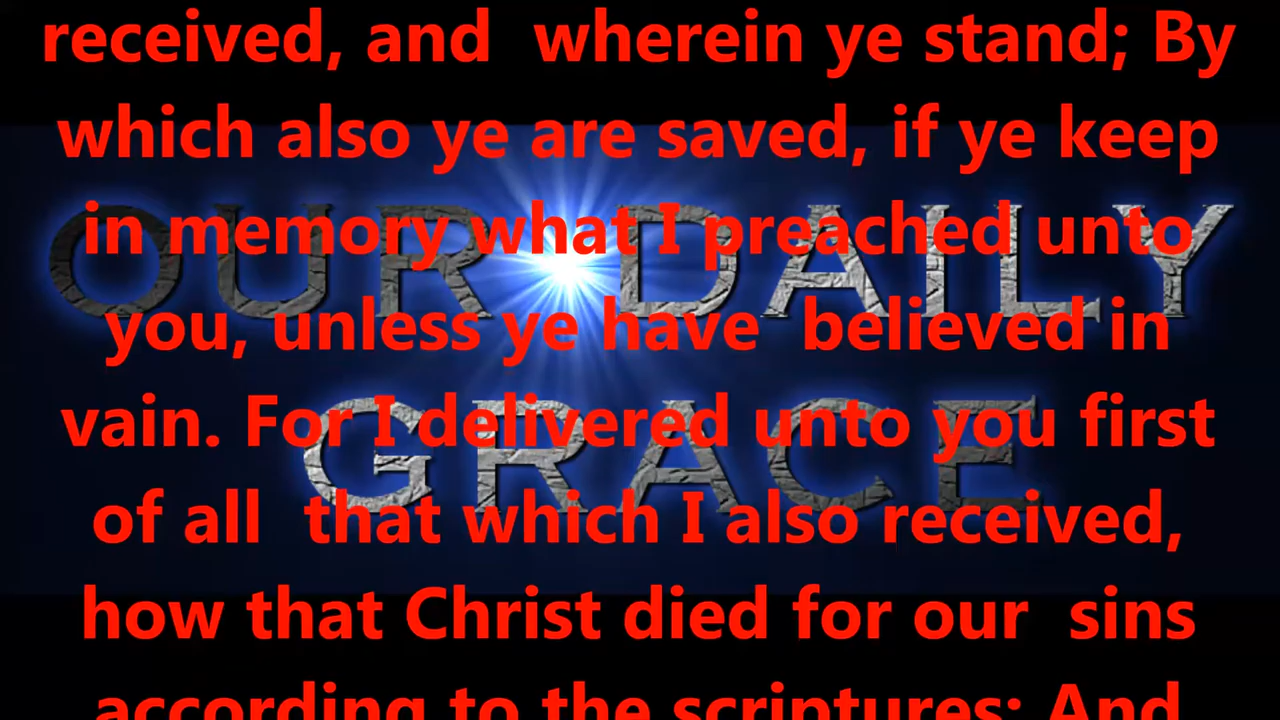 received, and wherein ye stand; By
which also ye are saved, if ye keep
in memory what I preached unto
you, unless ye have believed in
vain. For I delivered unto you first
of all that which I also received,
how that Christ died for our sins
according to the scriptures; And
OUR DAILY
GRACE